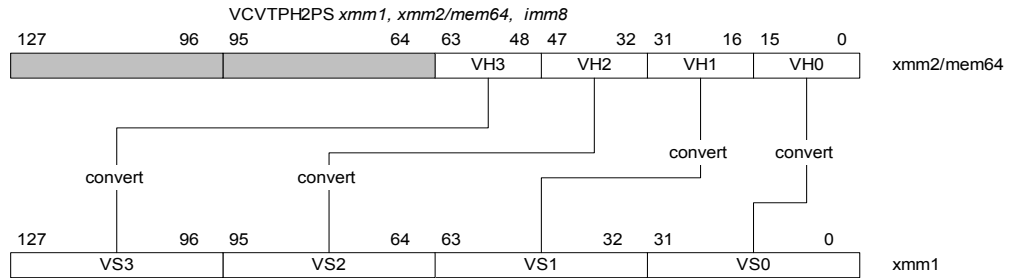 VCVTPH2PS xmm1, xmm2/mem64, imm8
127 96 95 64 63 48 47 32 31 16 15 0
VH3 VH2 VH1 VH0 xmm2/mem64
convert convert
convert convert
127 96 95 64 63 32 31 0
VS3 VS2 VS1 VS0 xmm1